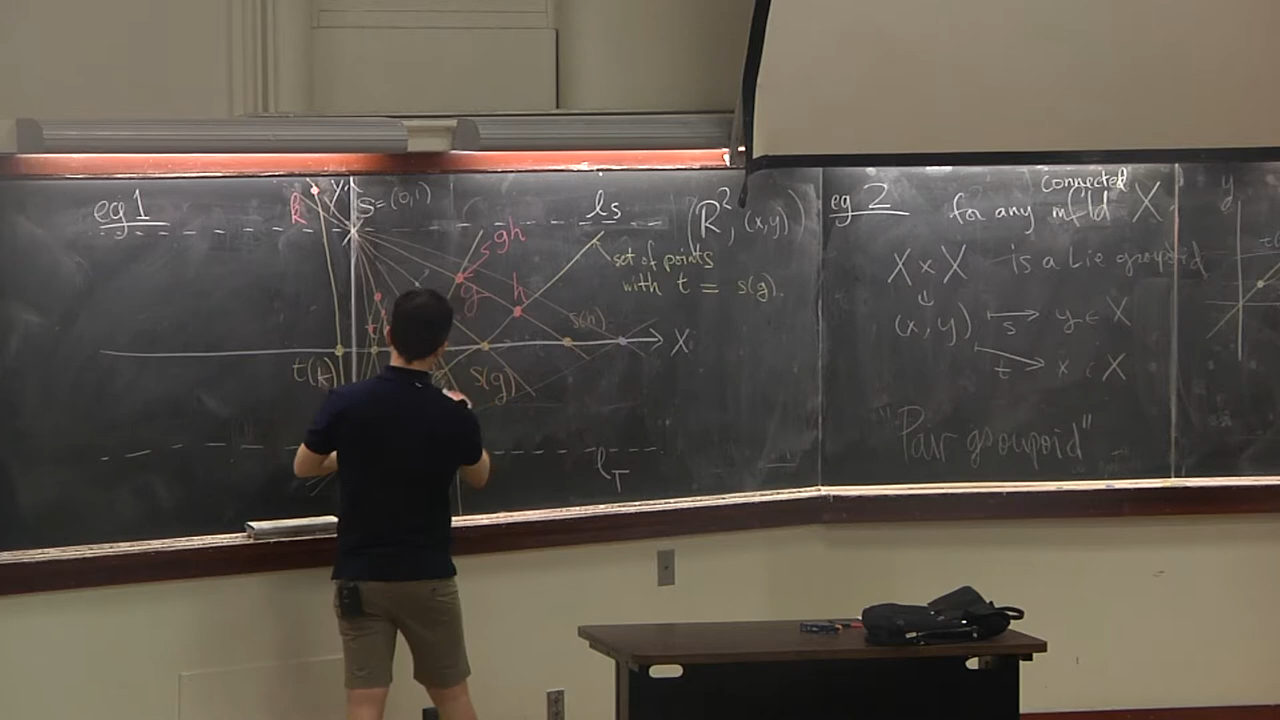 eg 1
k
Y
S = (0,1)
ls
(R², (x,y))
gh
set of points
with t = s(g).
g
h
s(h)
X
t(k)
s(g)
l_T
eg 2
connected
for any mfld X
X × X is a Lie groupoid
(x, y) → y ∈ X
s
→ x ∈ X
t
"Pair groupoid"
y